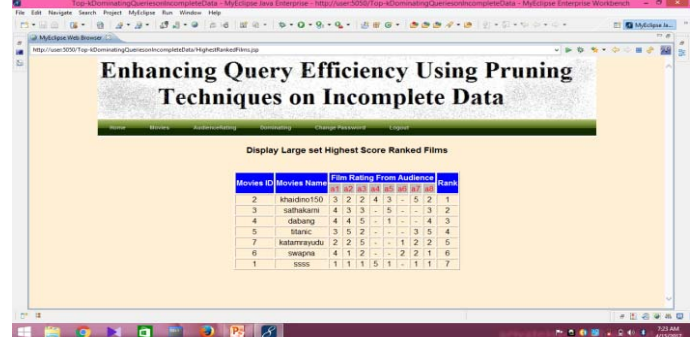 Top-kDominatingQueriesonIncompleteData - MyEclipse Java Enterprise - http://user:5050/Top-kDominatingQueriesonIncompleteData - MyEclipse Enterprise Workbench
File Edit Navigate Search Project MyEclipse Run Window Help
MyEclipse Ja...
MyEclipse Web Browser
http://user:5050/Top-kDominatingQueriesonIncompleteData/HighestRankedFilms.jsp
Enhancing Query Efficiency Using Pruning
Techniques on Incomplete Data
Home Movies AudienceRating Dominating Change Password Logout
Display Large set Highest Score Ranked Films
Movies ID Movies Name Film Rating From Audience Rank
a1 a2 a3 a4 a5 a6 a7 a8
2 khaidino150 3 2 2 4 3 - 5 2 1
3 sathakarni 4 3 3 - 5 - - 3 2
4 dabang 4 4 5 - 1 - - 4 3
5 titanic 3 5 2 - - - 3 5 4
7 katamrayudu 2 2 5 - - 1 2 2 5
6 swapna 4 1 2 - - 2 2 1 6
1 ssss 1 1 1 5 1 - 1 1 7
7:23 AM
4/15/2017